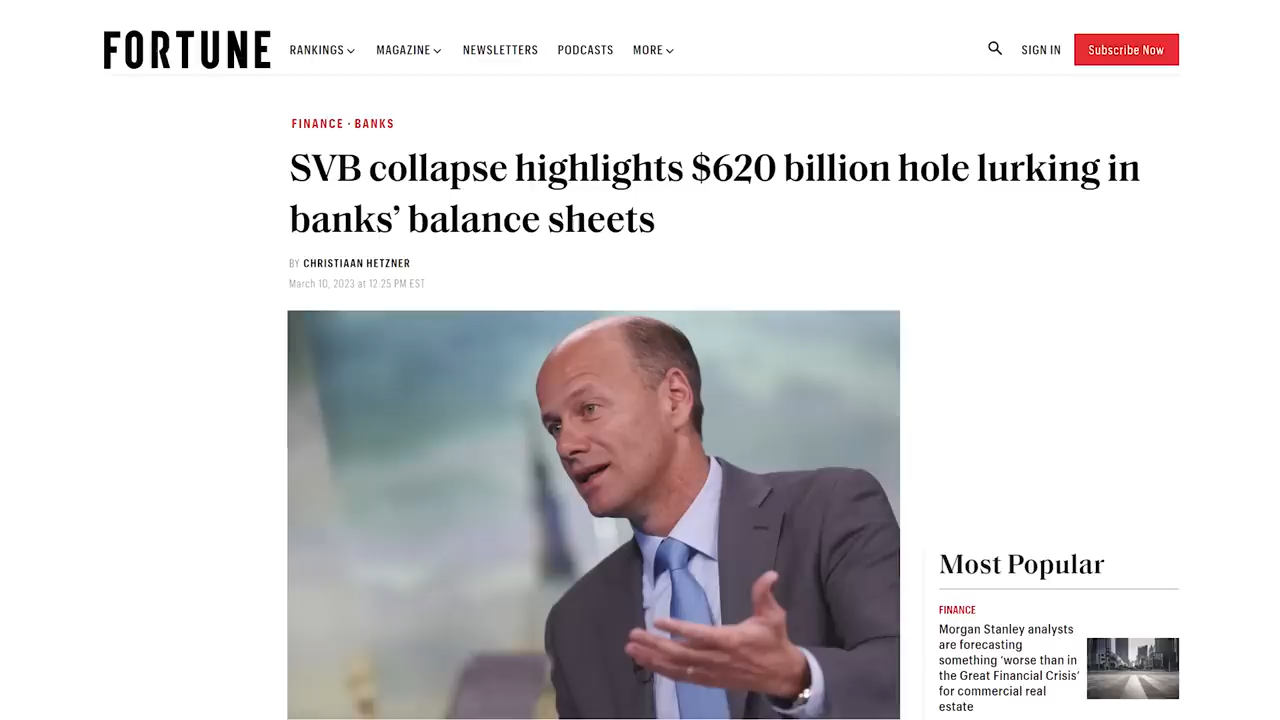 FORTUNE RANKINGS MAGAZINE NEWSLETTERS PODCASTS MORE SIGN IN Subscribe Now
FINANCE · BANKS
SVB collapse highlights $620 billion hole lurking in
banks’ balance sheets
BY CHRISTIAAN HETZNER
March 10, 2023 at 12:25 PM EST
Most Popular
FINANCE
Morgan Stanley analysts
are forecasting
something ‘worse than in
the Great Financial Crisis’
for commercial real
estate